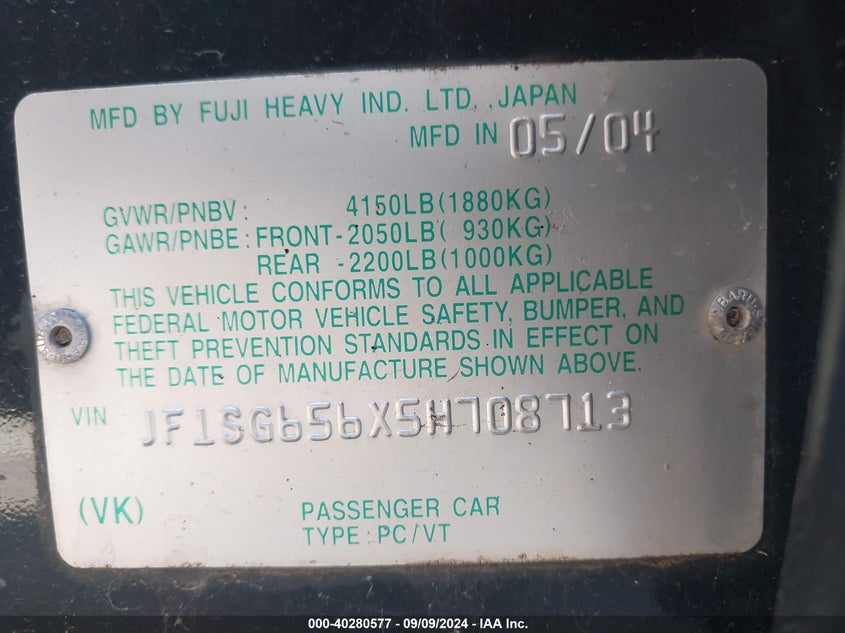 MFD BY FUJI HEAVY IND. LTD., JAPAN
MFD IN 05/04
GVWR/PNBV: 4150LB(1880KG)
GAWR/PNBE: FRONT-2050LB( 930KG)
REAR -2200LB(1000KG)
THIS VEHICLE CONFORMS TO ALL APPLICABLE
FEDERAL MOTOR VEHICLE SAFETY, BUMPER, AND
THEFT PREVENTION STANDARDS IN EFFECT ON
THE DATE OF MANUFACTURE SHOWN ABOVE.
VIN JF1SG656X5H708713
(VK) PASSENGER CAR
TYPE:PC/VT
000-40280577 - 09/09/2024 - IAA Inc.